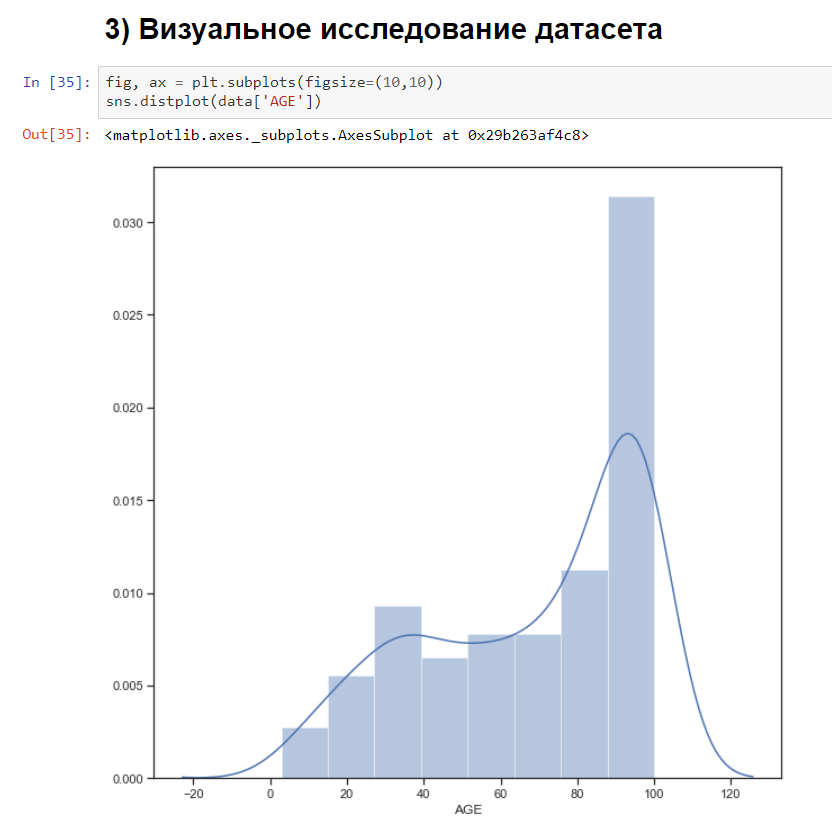 3) Визуальное исследование датасета
In [35]: fig, ax = plt.subplots(figsize=(10,10))
sns.distplot(data['AGE'])
Out[35]: <matplotlib.axes._subplots.AxesSubplot at 0x29b263af4c8>
0.030
0.025
0.020
0.015
0.010
0.005
0.000
−20 0 20 40 60 80 100 120
AGE